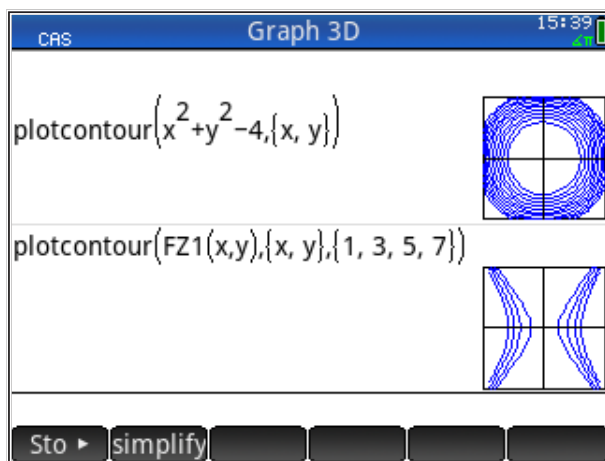 CAS Graph 3D 15:39
∡π
plotcontour(x²+y²-4,{x, y})
plotcontour(FZ1(x,y),{x, y},{1, 3, 5, 7})
Sto ▸ simplify